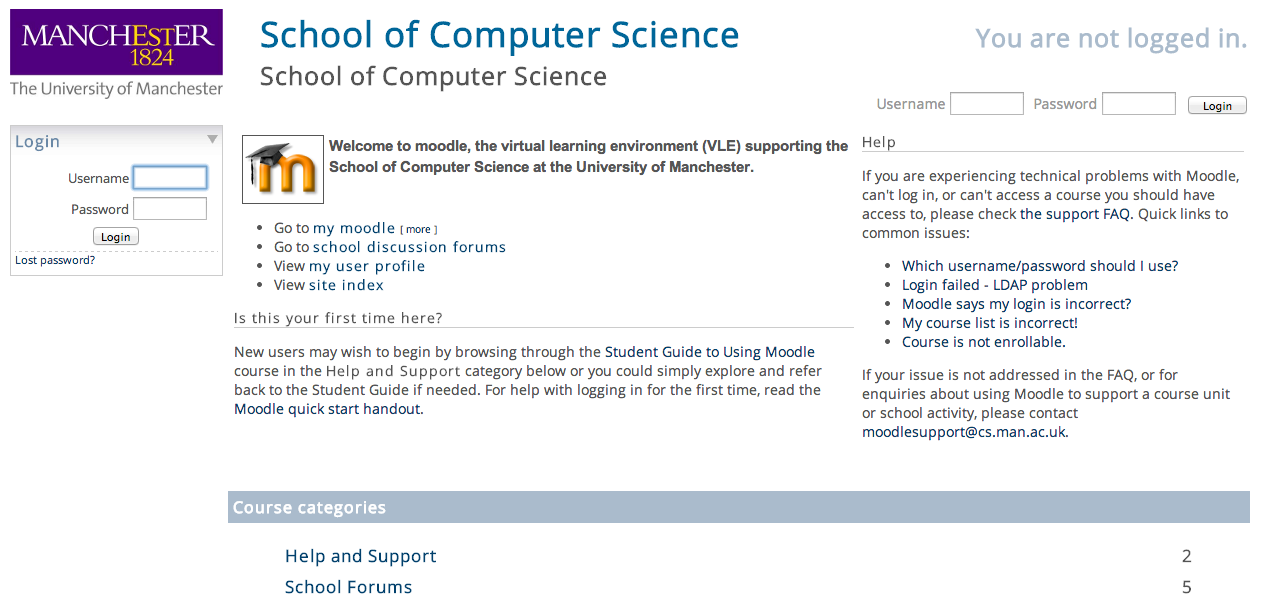 MANCHESTER
1824
The University of Manchester
School of Computer Science
School of Computer Science
You are not logged in.
Username Password Login
Login
Username
Password
Login
Lost password?
m
Welcome to moodle, the virtual learning environment (VLE) supporting the
School of Computer Science at the University of Manchester.
• Go to my moodle [ more ]
• Go to school discussion forums
• View my user profile
• View site index
Is this your first time here?
New users may wish to begin by browsing through the Student Guide to Using Moodle
course in the Help and Support category below or you could simply explore and refer
back to the Student Guide if needed. For help with logging in for the first time, read the
Moodle quick start handout.
Help
If you are experiencing technical problems with Moodle,
can't log in, or can't access a course you should have
access to, please check the support FAQ. Quick links to
common issues:
• Which username/password should I use?
• Login failed - LDAP problem
• Moodle says my login is incorrect?
• My course list is incorrect!
• Course is not enrollable.
If your issue is not addressed in the FAQ, or for
enquiries about using Moodle to support a course unit
or school activity, please contact
moodlesupport@cs.man.ac.uk.
Course categories
Help and Support 2
School Forums 5